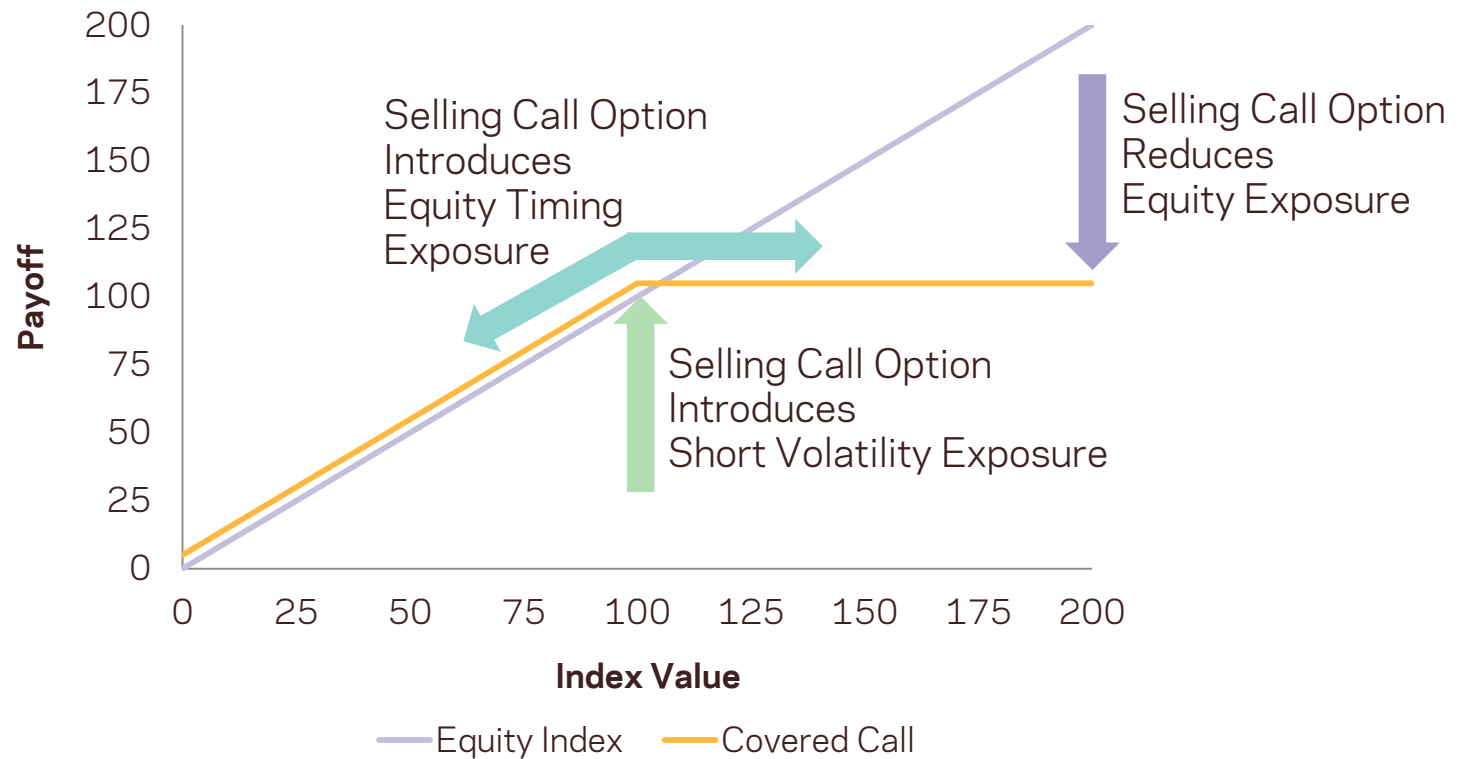 200
175
150
125
100
75
50
25
0
Payoff
Selling Call Option
Introduces
Equity Timing
Exposure
Selling Call Option
Reduces
Equity Exposure
Selling Call Option
Introduces
Short Volatility Exposure
0 25 50 75 100 125 150 175 200
Index Value
Equity Index Covered Call